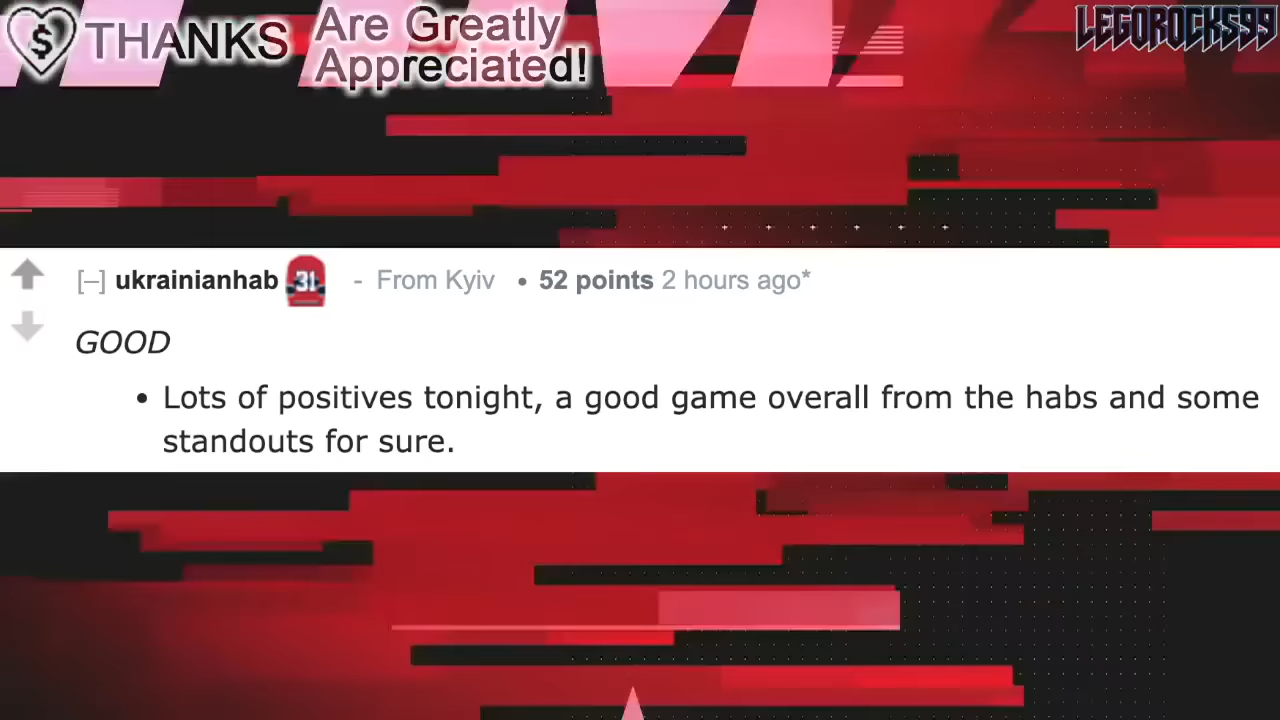 THANKS Are Greatly
Appreciated!
LEGOROCKS99
[–] ukrainianhab 31 - From Kyiv • 52 points 2 hours ago*
GOOD
• Lots of positives tonight, a good game overall from the habs and some
standouts for sure.